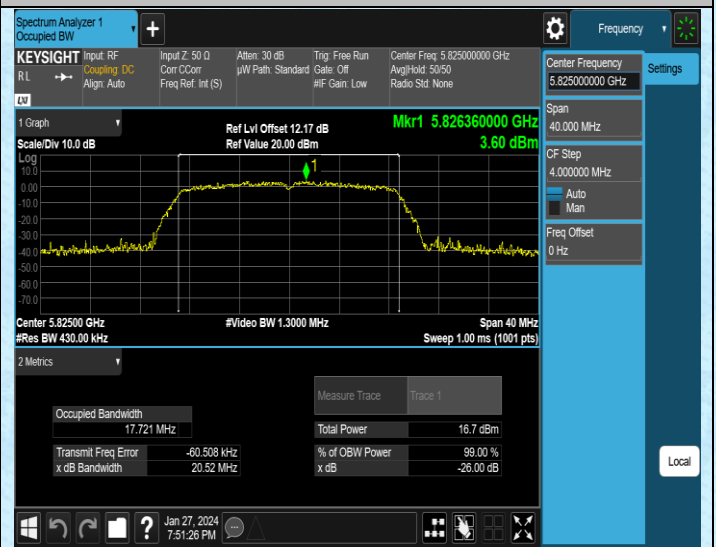 Spectrum Analyzer 1
Occupied BW
+
Frequency
KEYSIGHT
RL
LXI
Input: RF
Coupling: DC
Align: Auto
Input Z: 50 Ω
Corr CCorr
Freq Ref: Int (S)
Atten: 30 dB
µW Path: Standard
Trig: Free Run
Gate: Off
#IF Gain: Low
Center Freq: 5.825000000 GHz
Avg|Hold: 50/50
Radio Std: None
Center Frequency
5.825000000 GHz
Settings
Span
40.000 MHz
CF Step
4.000000 MHz
Auto
Man
Freq Offset
0 Hz
Local
1 Graph
Scale/Div 10.0 dB
Ref Lvl Offset 12.17 dB
Ref Value 20.00 dBm
Mkr1 5.826360000 GHz
3.60 dBm
Log
10.0
0.00
-10.0
-20.0
-30.0
-40.0
-50.0
-60.0
-70.0
1
Center 5.82500 GHz
#Res BW 430.00 kHz
#Video BW 1.3000 MHz
Span 40 MHz
Sweep 1.00 ms (1001 pts)
2 Metrics
Measure Trace
Trace 1
Occupied Bandwidth
17.721 MHz
Total Power
16.7 dBm
Transmit Freq Error
-60.508 kHz
% of OBW Power
99.00 %
x dB Bandwidth
20.52 MHz
x dB
-26.00 dB
?
Jan 27, 2024
7:51:26 PM